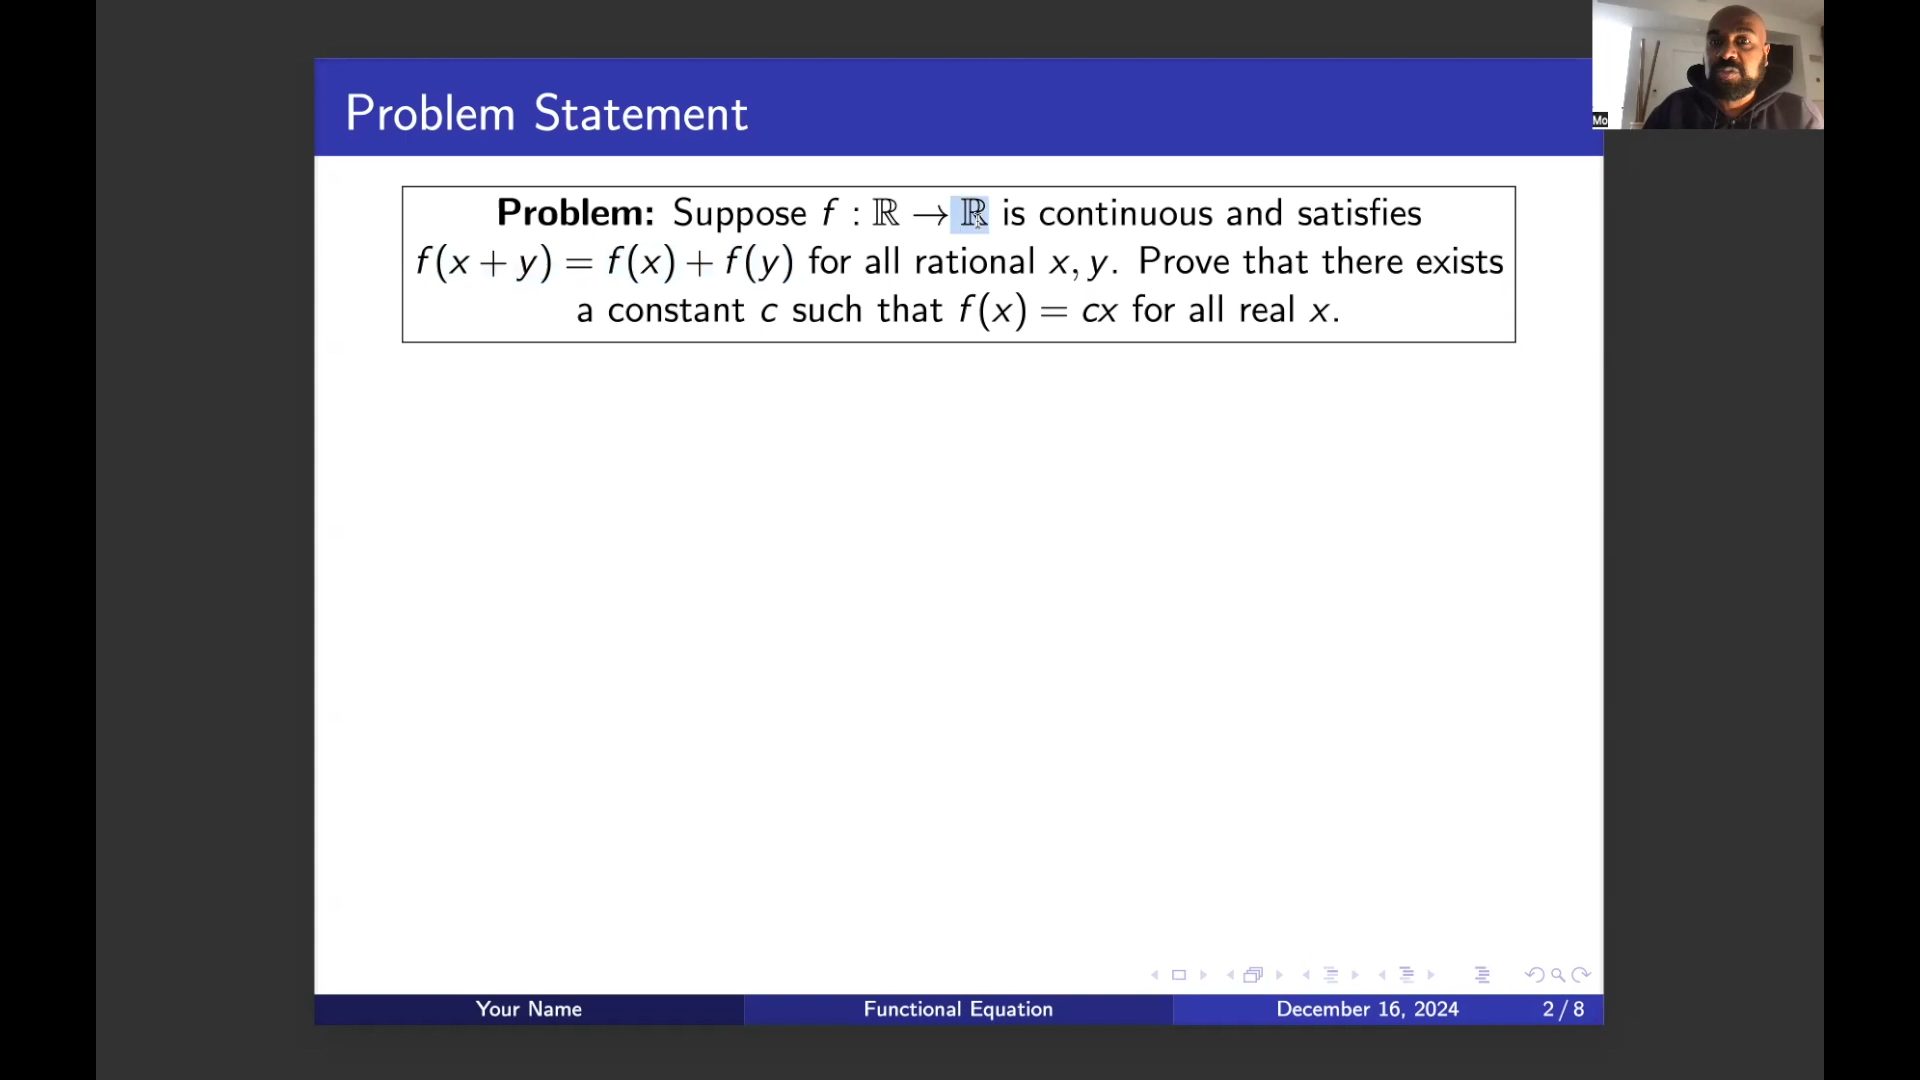 Problem Statement
Mo
Problem: Suppose f : ℝ → ℝ is continuous and satisfies
f(x + y) = f(x) + f(y) for all rational x, y. Prove that there exists
a constant c such that f(x) = cx for all real x.
Your Name
Functional Equation
December 16, 2024
2 / 8